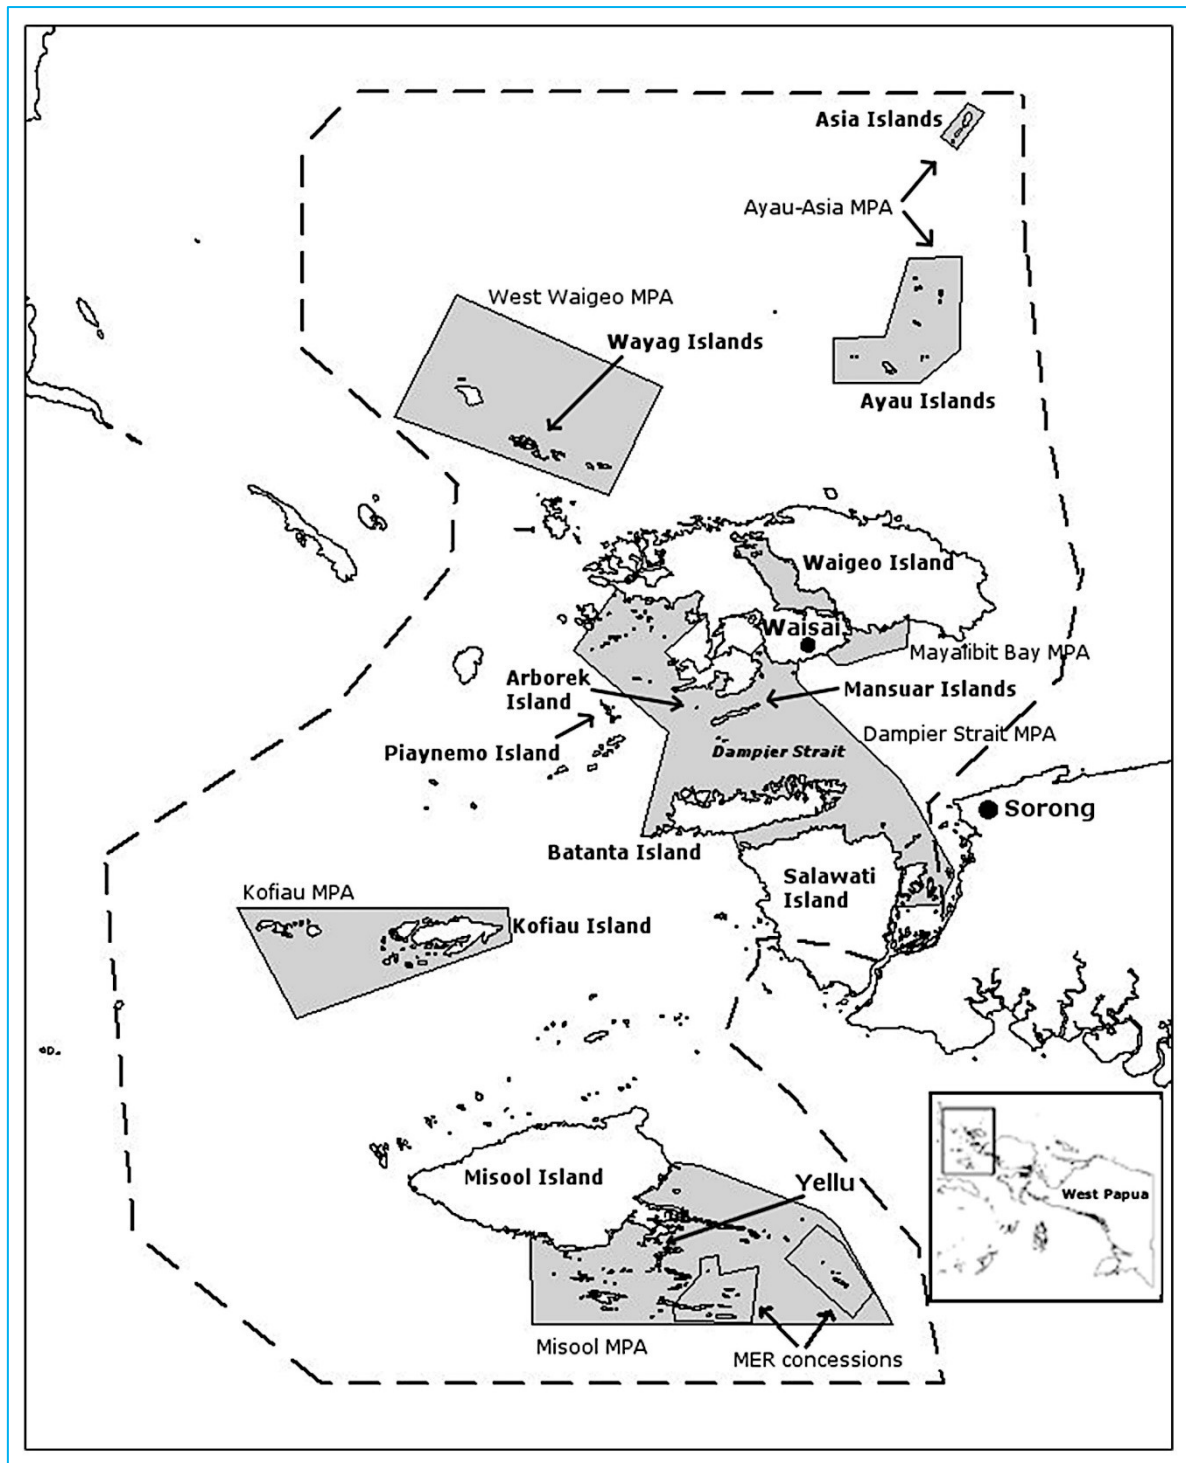 Asia Islands
Ayau-Asia MPA
West Waigeo MPA
Wayag Islands
Ayau Islands
Waigeo Island
Waisai
Mayalibit Bay MPA
Arborek
Island
Mansuar Islands
Piaynemo Island
Dampier Strait MPA
Dampier Strait
Sorong
Batanta Island
Salawati
Island
Kofiau MPA
Kofiau Island
Misool Island
Yellu
West Papua
Misool MPA
MER concessions